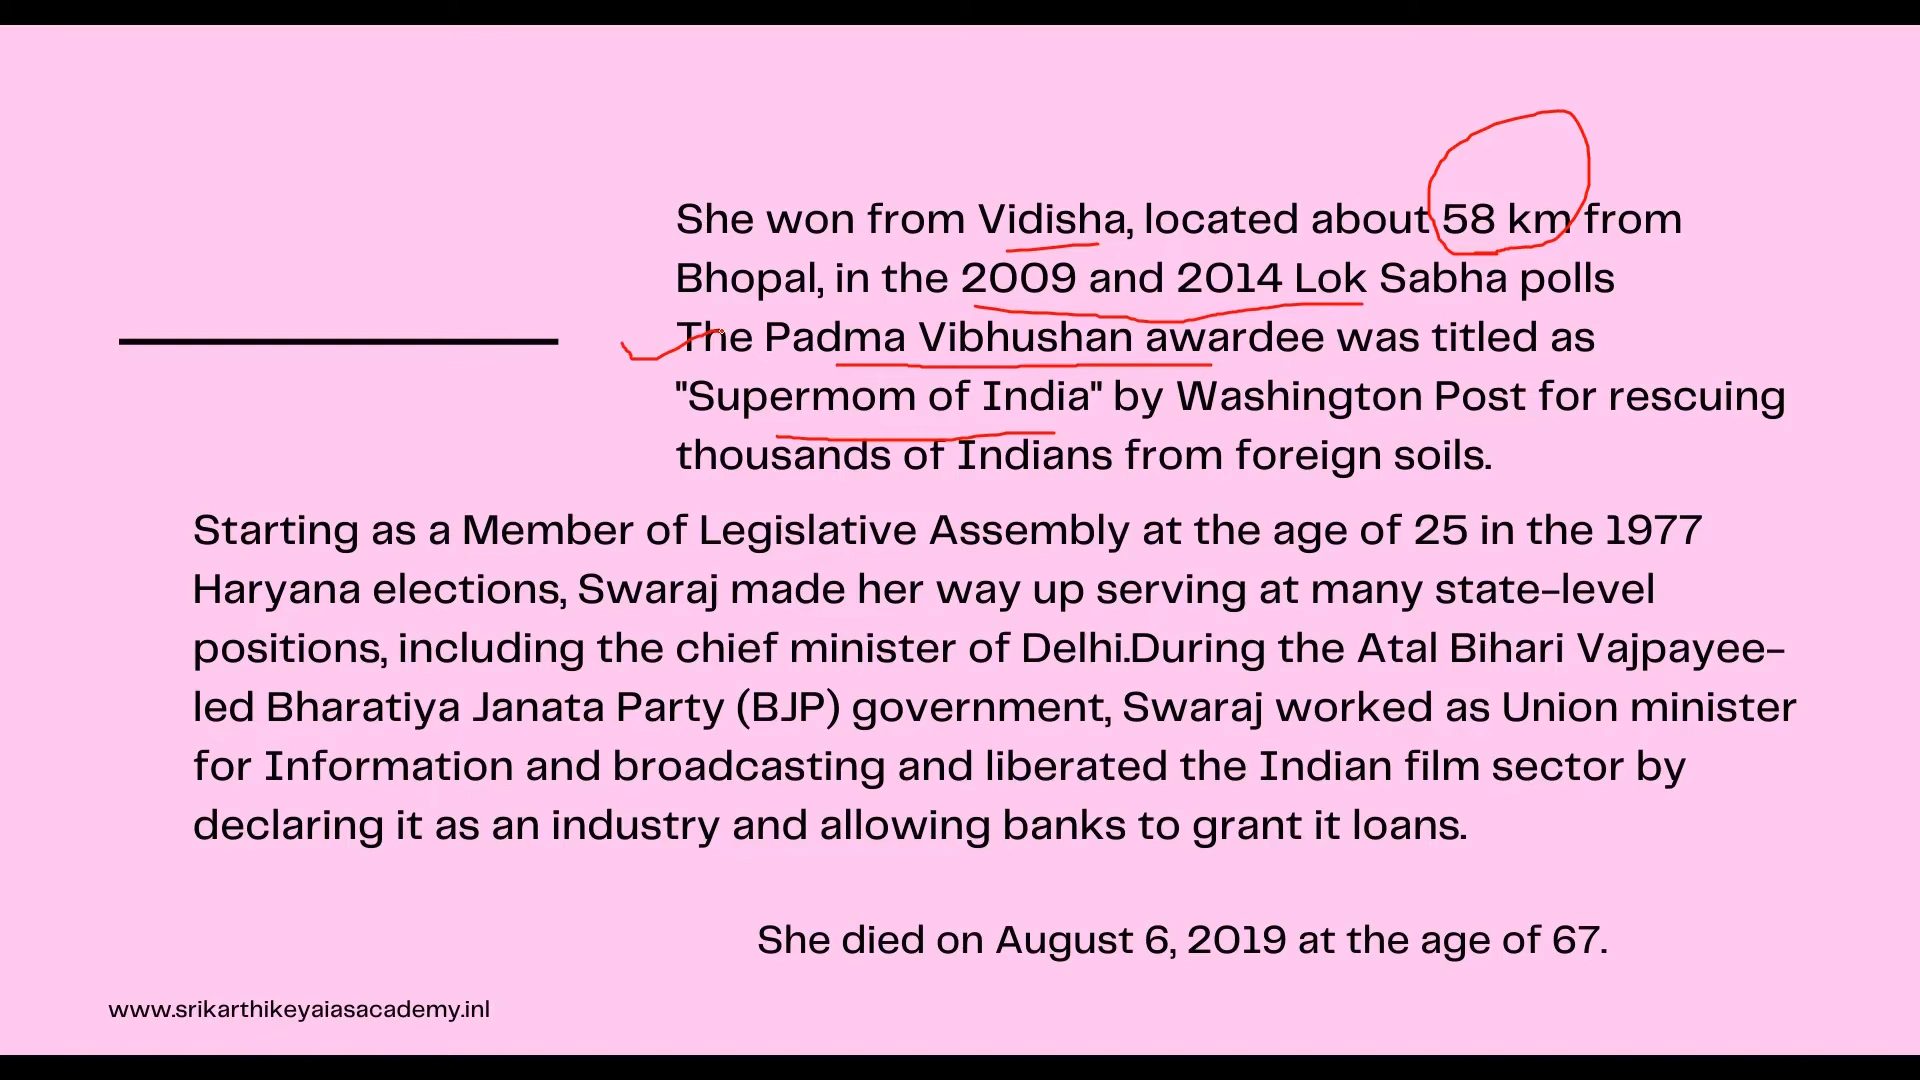 She won from Vidisha, located about 58 km from
Bhopal, in the 2009 and 2014 Lok Sabha polls
The Padma Vibhushan awardee was titled as
"Supermom of India" by Washington Post for rescuing
thousands of Indians from foreign soils.
Starting as a Member of Legislative Assembly at the age of 25 in the 1977
Haryana elections, Swaraj made her way up serving at many state-level
positions, including the chief minister of Delhi.During the Atal Bihari Vajpayee-
led Bharatiya Janata Party (BJP) government, Swaraj worked as Union minister
for Information and broadcasting and liberated the Indian film sector by
declaring it as an industry and allowing banks to grant it loans.
She died on August 6, 2019 at the age of 67.
www.srikarthikeyaiasacademy.inl